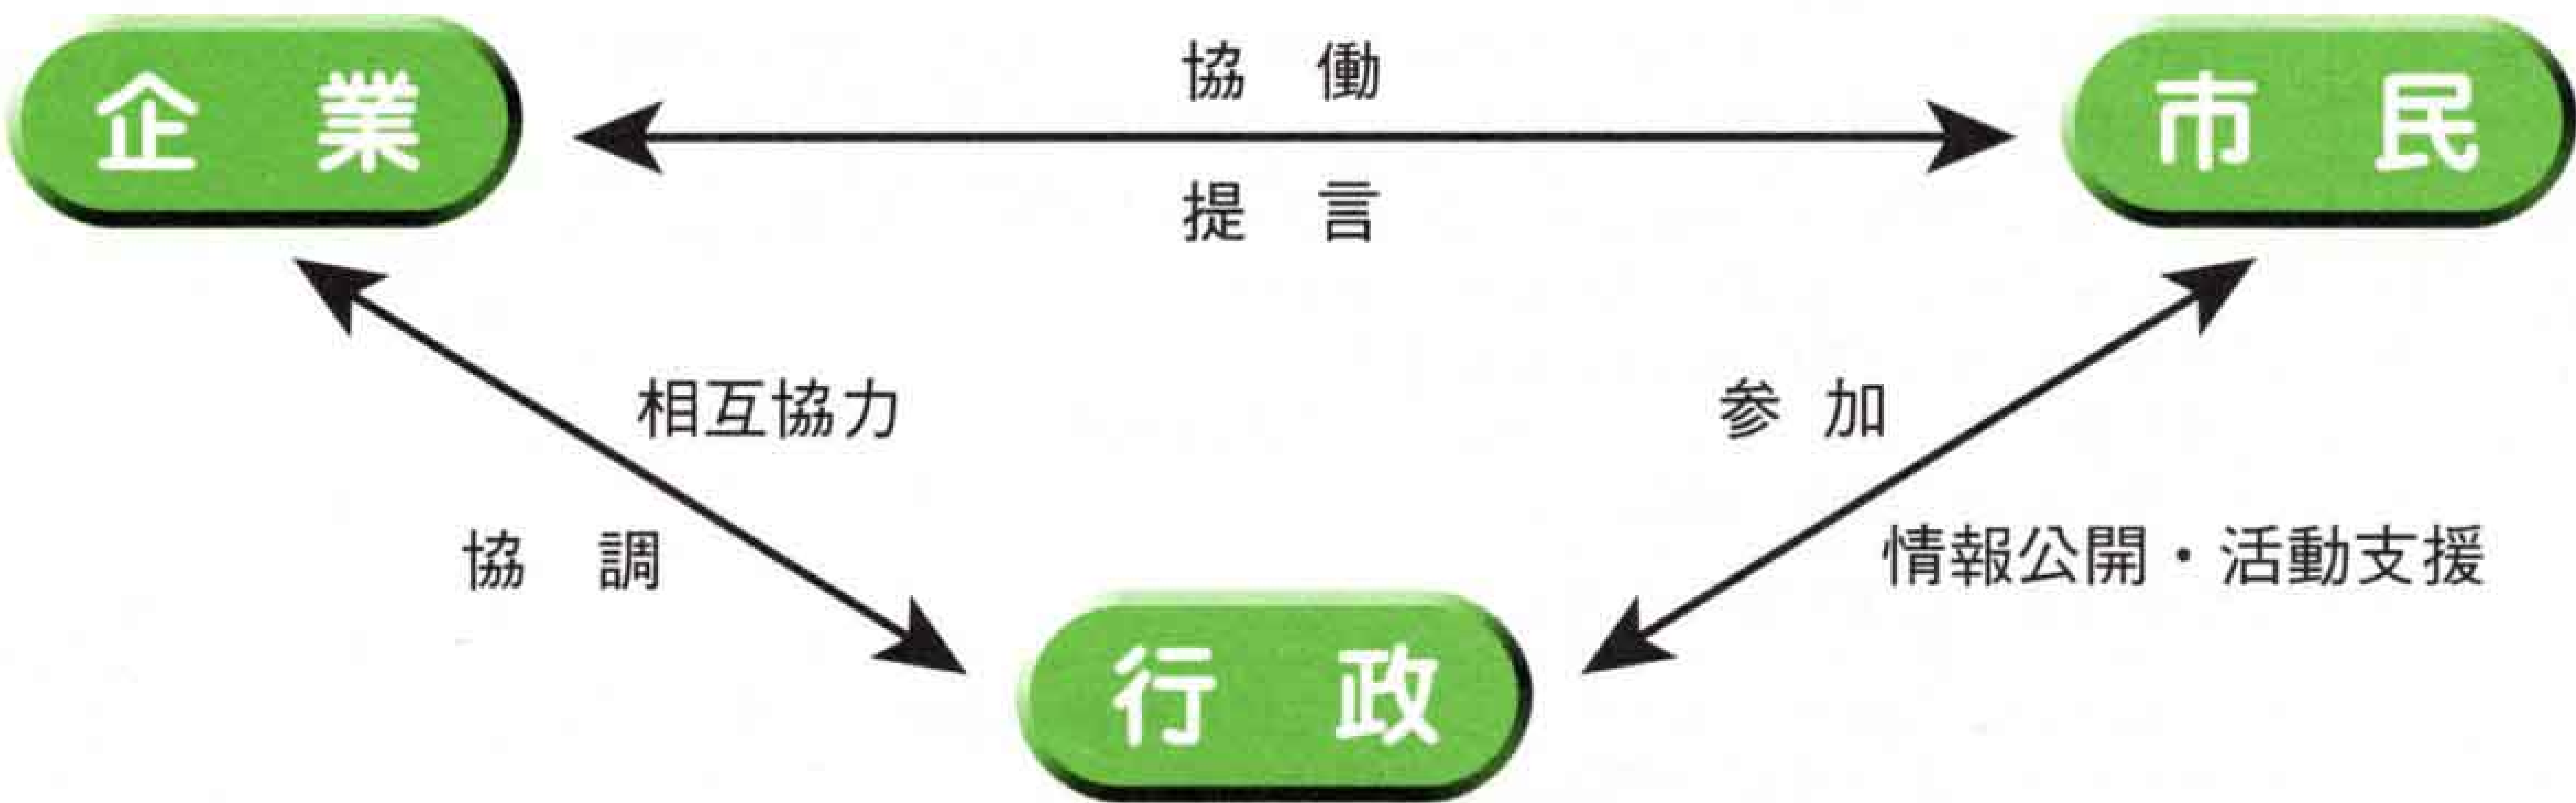 協　働
企　業
市　民
提　言
相互協力
参 加
協　調
情報公開・活動支援
行　政